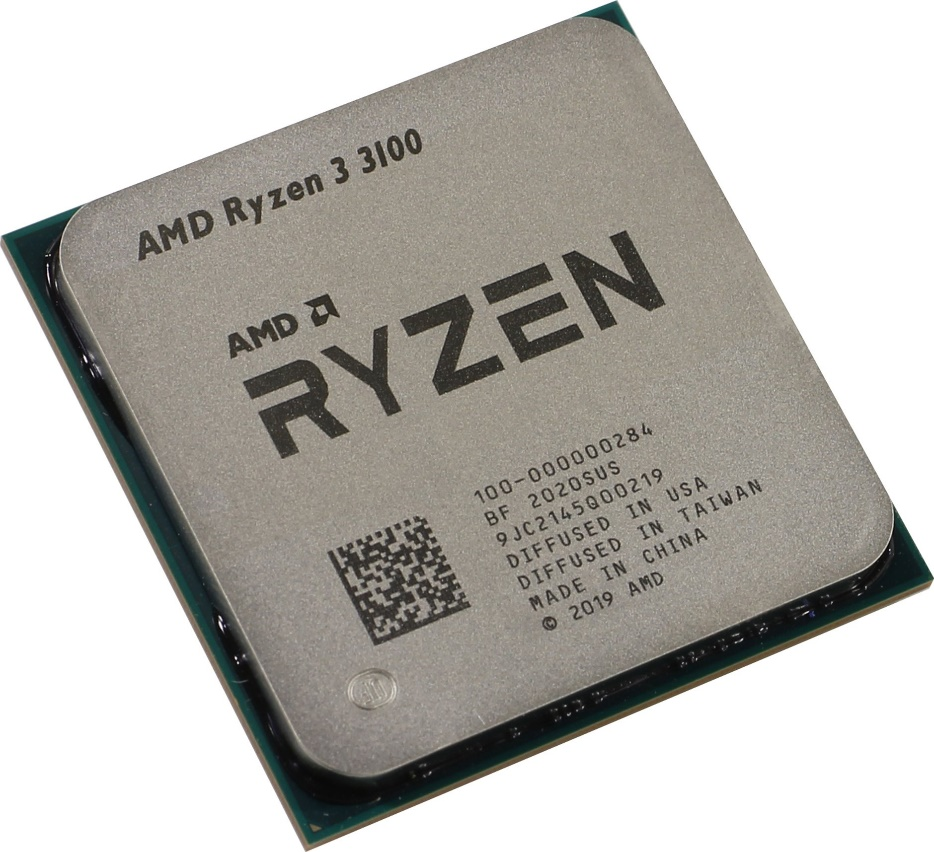 AMD Ryzen 3 3100
AMD
RYZEN
100-000000284
BF 2020SUS
9JC2145Q00219
DIFFUSED IN USA
DIFFUSED IN TAIWAN
MADE IN CHINA
© 2019 AMD